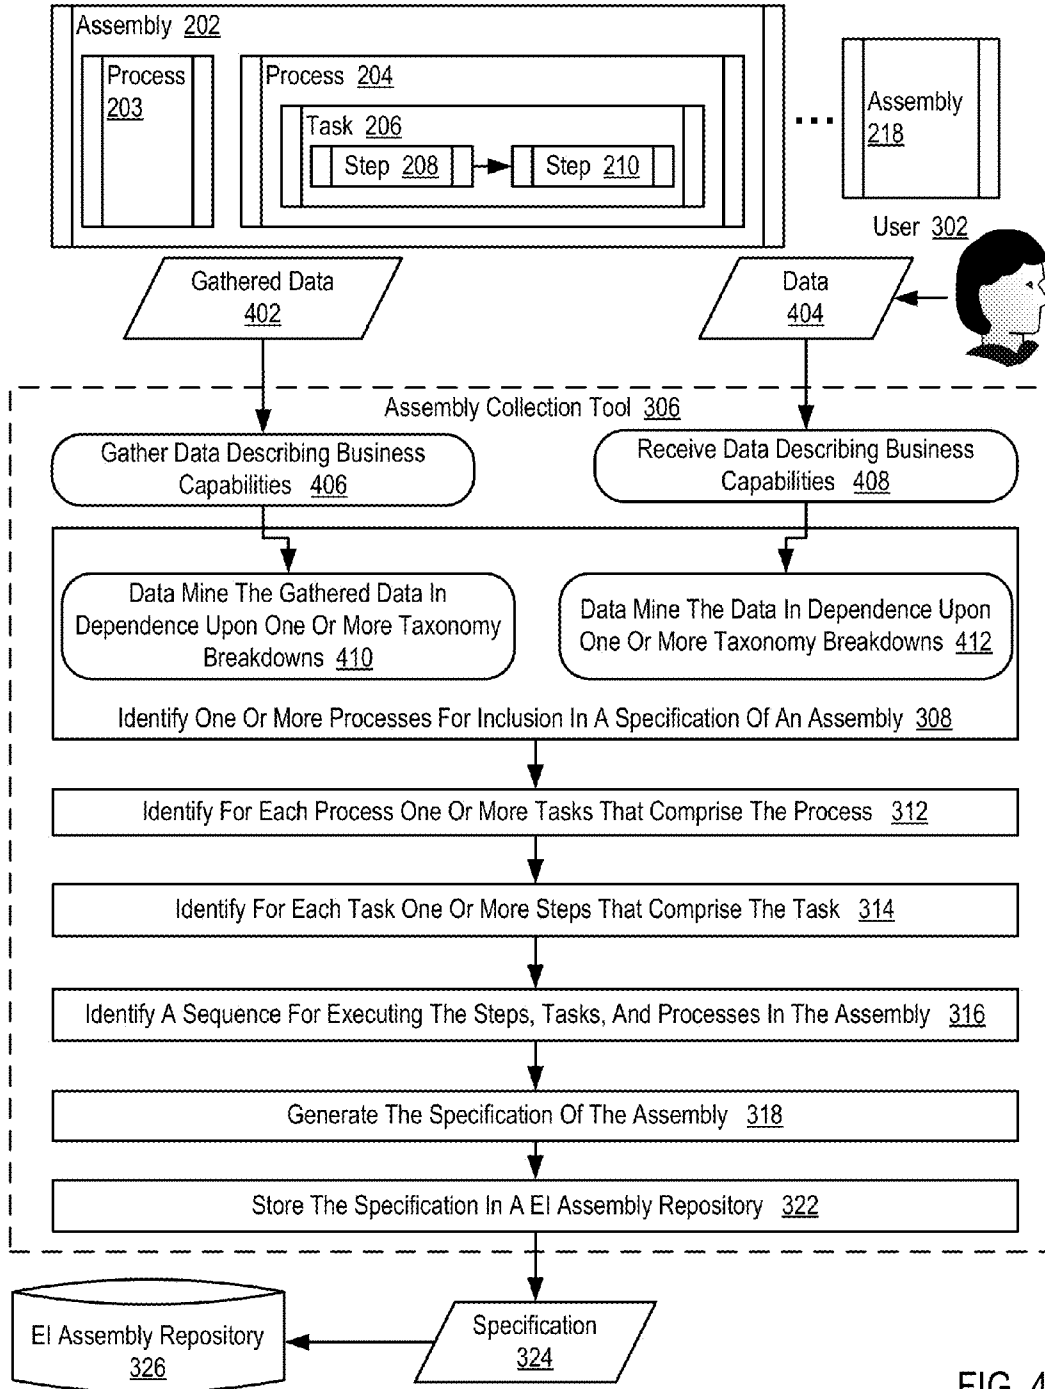 Assembly 202
Process
203
Process 204
Task 206
Step 208
Step 210
...
Assembly
218
User 302
Gathered Data
402
Data
404
Assembly Collection Tool 306
Gather Data Describing Business
Capabilities 406
Receive Data Describing Business
Capabilities 408
Data Mine The Gathered Data In
Dependence Upon One Or More Taxonomy
Breakdowns 410
Data Mine The Data In Dependence Upon
One Or More Taxonomy Breakdowns 412
Identify One Or More Processes For Inclusion In A Specification Of An Assembly 308
Identify For Each Process One Or More Tasks That Comprise The Process 312
Identify For Each Task One Or More Steps That Comprise The Task 314
Identify A Sequence For Executing The Steps, Tasks, And Processes In The Assembly 316
Generate The Specification Of The Assembly 318
Store The Specification In A EI Assembly Repository 322
EI Assembly Repository
326
Specification
324
FIG. 4